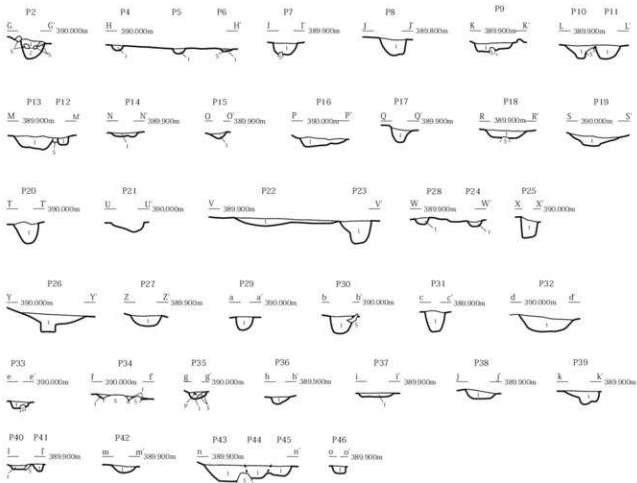 P2 P4 P5 P6 P7 P8 P9 P10 P11
G G' 390.000m H 390.000m H' I I' 389.900m J J' 389.800m K K' 389.900m L 389.900m L'
P13 P12 P14 P15 P16 P17 P18 P19
M 389.900m M' N N' 389.900m O O' 389.900m P 390.000m P' Q Q' 389.900m R 389.900m R' S 390.000m S'
P20 P21 P22 P23 P28 P24 P25
T T' 390.000m U U' 390.000m V 389.900m V' W 389.900m W' X X' 390.000m
P26 P27 P29 P30 P31 P32
Y 390.000m Y' Z Z' 389.900m a a' 390.000m b b' 390.000m c c' 389.900m d 390.000m d'
P33 P34 P35 P36 P37 P38 P39
e e' 390.000m f 390.000m f' g g' 390.000m h h' 389.900m i i' 389.900m j j' 389.900m k k' 389.900m
P40 P41 P42 P43 P44 P45 P46
l l' 389.900m m m' 389.900m n 389.900m n' o o' 389.900m